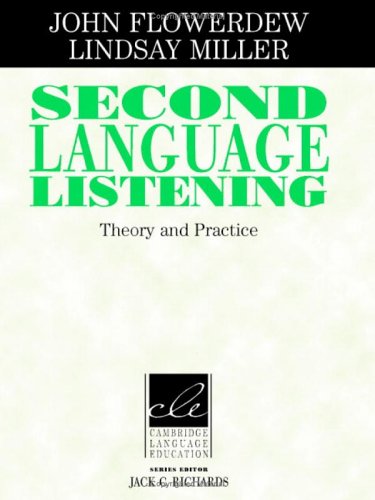 JOHN FLOWERDEW
LINDSAY MILLER
SECOND
LANGUAGE
LISTENING
Theory and Practice
cle
CAMBRIDGE
LANGUAGE
EDUCATION
SERIES EDITOR
JACK C. RICHARDS